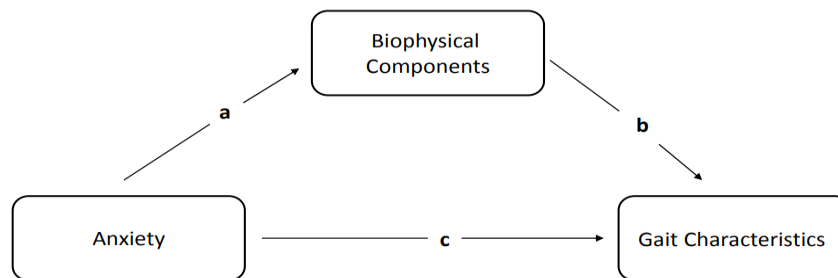 Biophysical
Components
a
b
Anxiety
c
Gait Characteristics